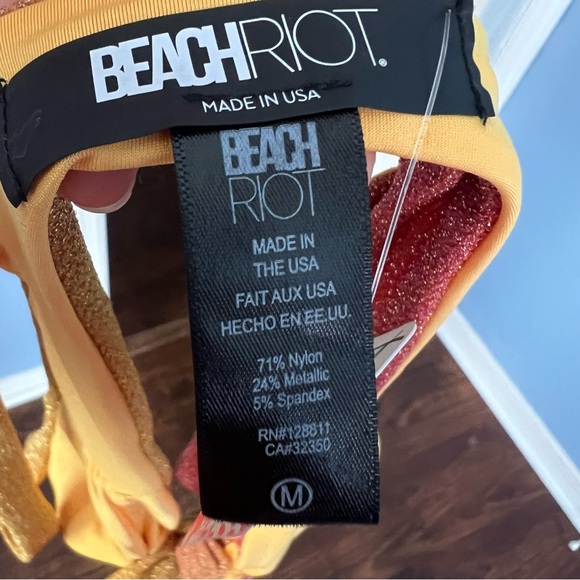 BEACHRIOT®
MADE IN USA
BEACH
RIOT
MADE IN
THE USA
FAIT AUX USA
HECHO EN EE.UU.
71% Nylon
24% Metallic
5% Spandex
RN#128811
CA#32350
M